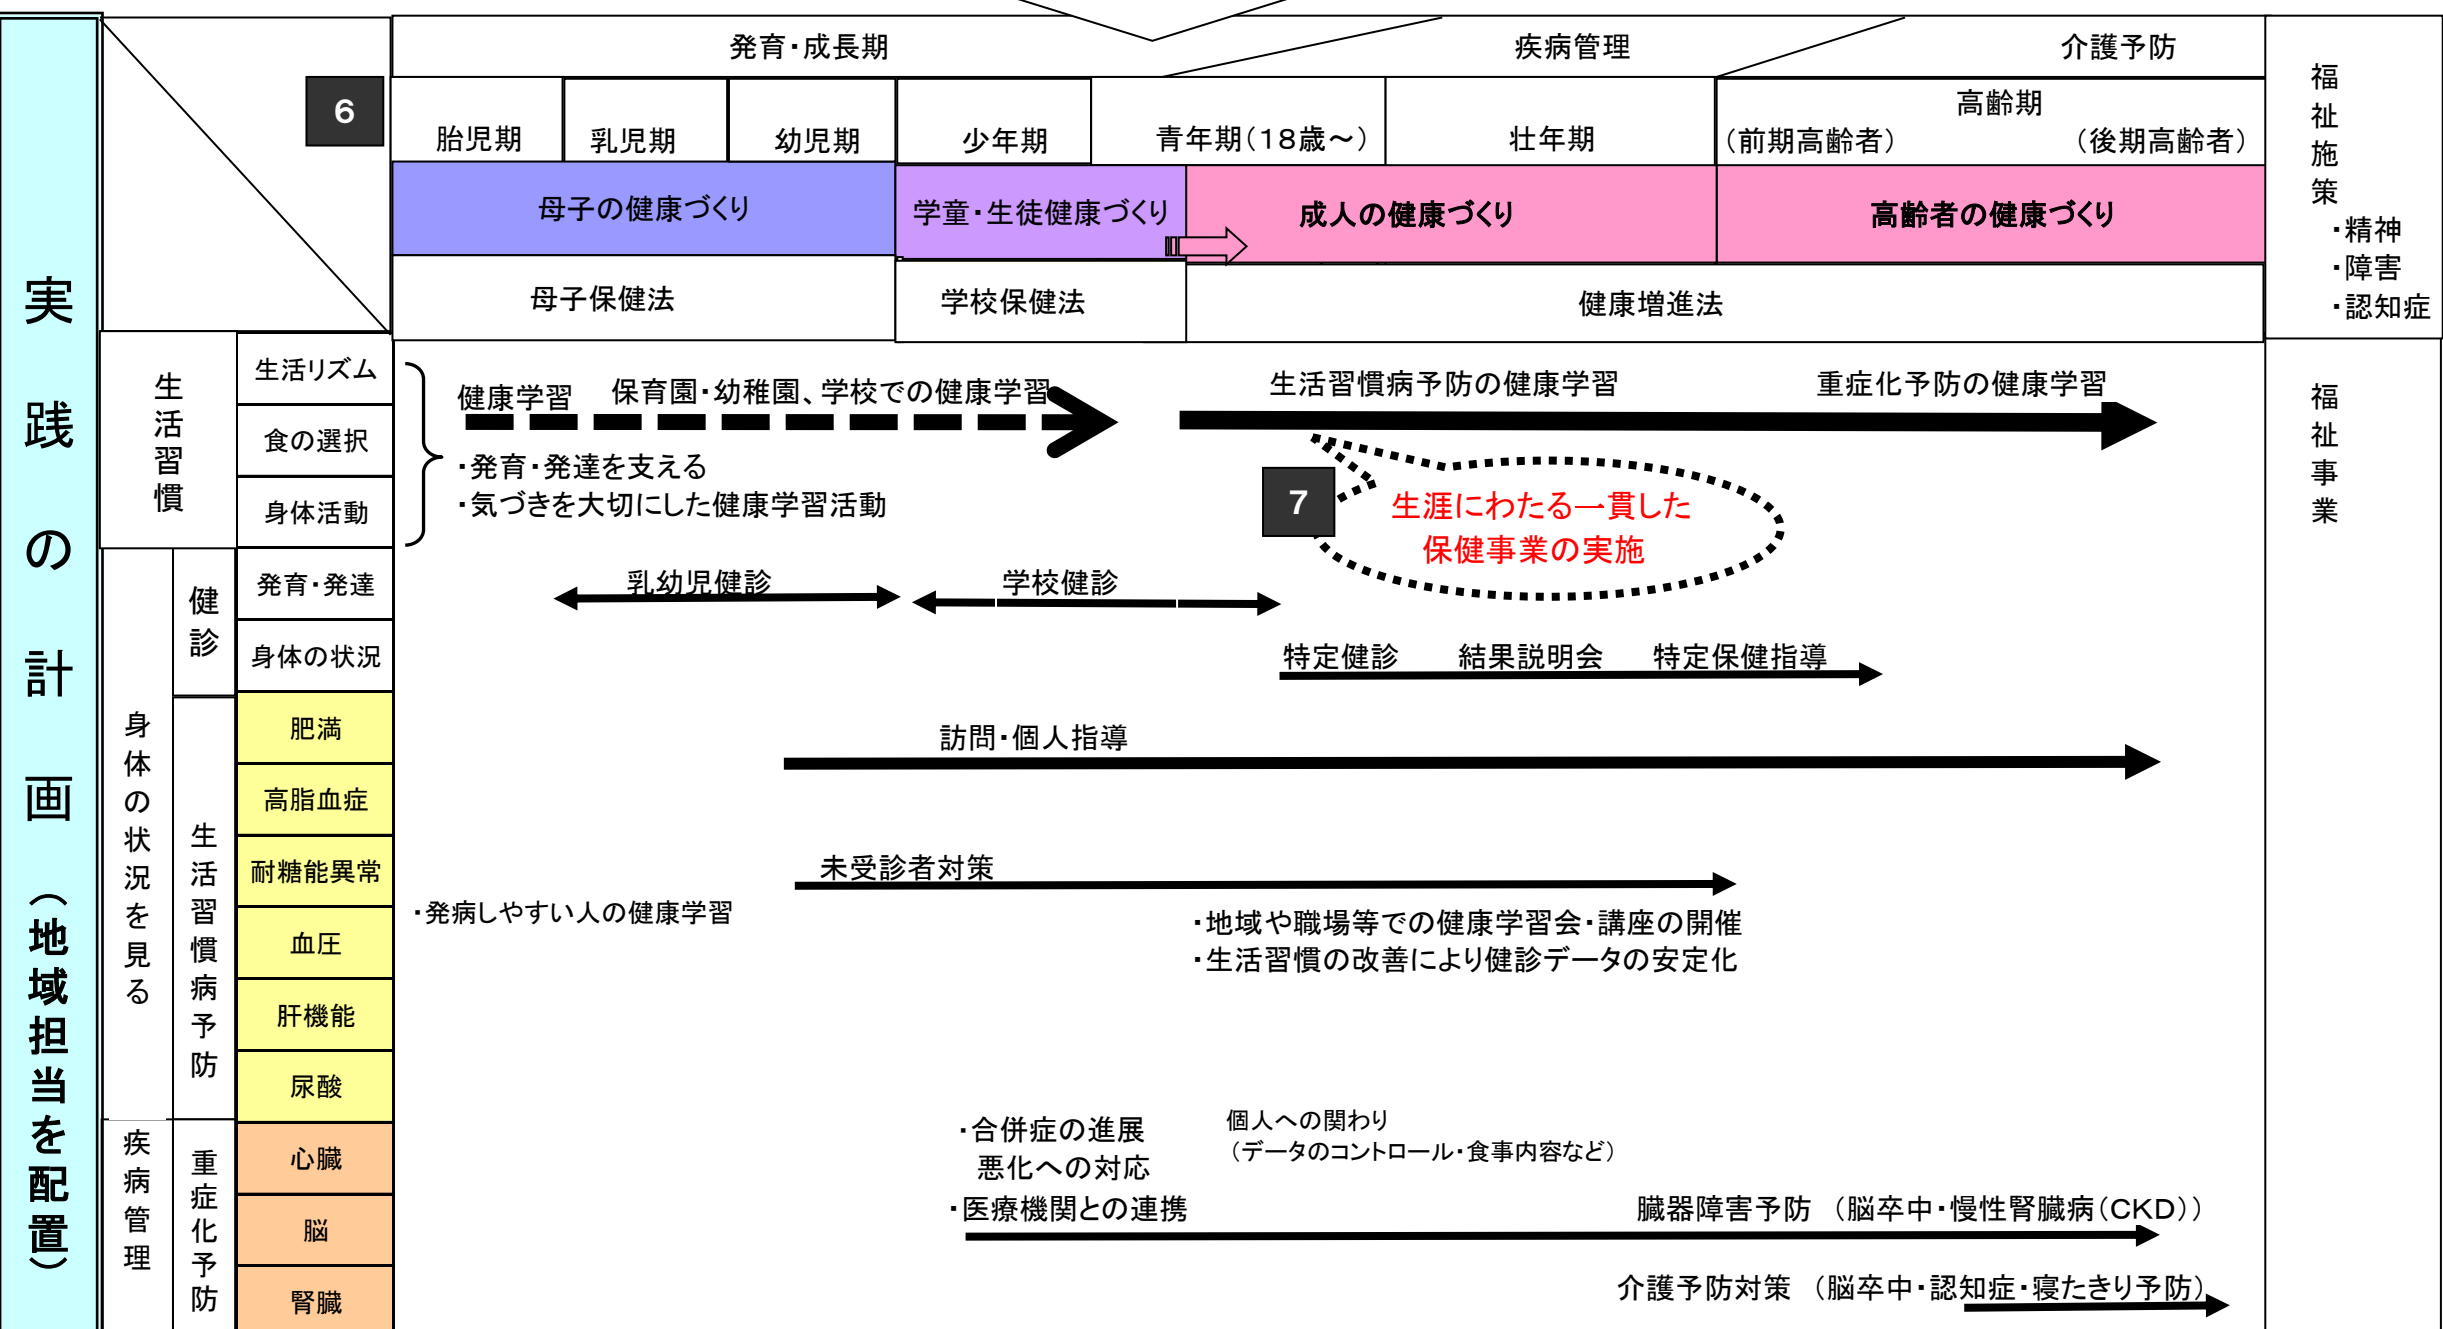 実践の計画（地域担当を配置）
発育・成長期
疾病管理
介護予防
6
胎児期
乳児期
幼児期
少年期
青年期（18歳～）
壮年期
高齢期
（前期高齢者）
（後期高齢者）
母子の健康づくり
学童・生徒健康づくり
成人の健康づくり
高齢者の健康づくり
母子保健法
学校保健法
健康増進法
福祉施策
・精神
・障害
・認知症
福祉事業
生活習慣
生活リズム
食の選択
身体活動
健康学習
保育園・幼稚園、学校での健康学習
・発育・発達を支える
・気づきを大切にした健康学習活動
生活習慣病予防の健康学習
重症化予防の健康学習
7
生涯にわたる一貫した
保健事業の実施
身体の状況を見る
健診
発育・発達
身体の状況
乳幼児健診
学校健診
特定健診
結果説明会
特定保健指導
生活習慣病予防
肥満
高脂血症
耐糖能異常
血圧
肝機能
尿酸
訪問・個人指導
未受診者対策
・発病しやすい人の健康学習
・地域や職場等での健康学習会・講座の開催
・生活習慣の改善により健診データの安定化
疾病管理
重症化予防
心臓
脳
腎臓
・合併症の進展
悪化への対応
・医療機関との連携
個人への関わり
（データのコントロール・食事内容など）
臓器障害予防　（脳卒中・慢性腎臓病（CKD））
介護予防対策　（脳卒中・認知症・寝たきり予防）